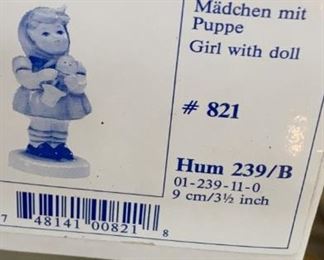 Mädchen mit
Puppe
Girl with doll
# 821
Hum 239/B
01-239-11-0
9 cm/3½ inch
7 48141 00821 8